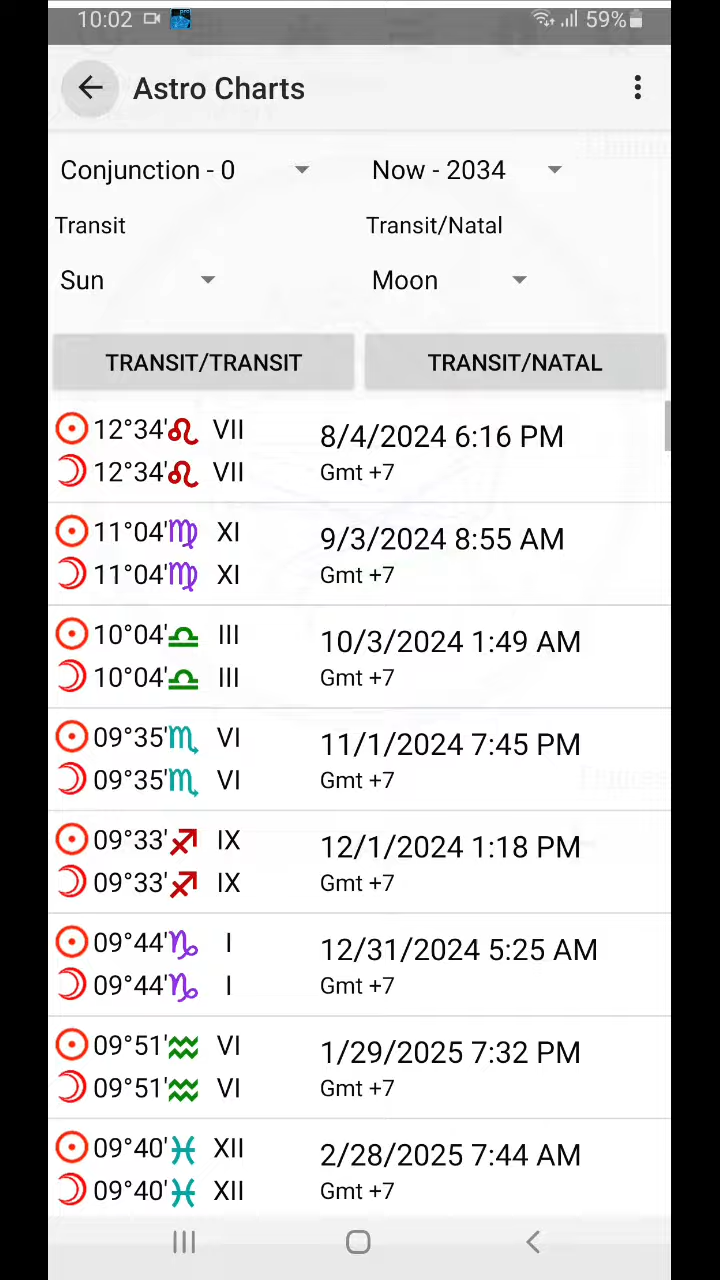 10:02 59%
Astro Charts
Conjunction - 0 Now - 2034
Transit Transit/Natal
Sun Moon
TRANSIT/TRANSIT TRANSIT/NATAL
☉ 12°34'♌ VII 8/4/2024 6:16 PM
☽ 12°34'♌ VII Gmt +7
☉ 11°04'♍ XI 9/3/2024 8:55 AM
☽ 11°04'♍ XI Gmt +7
☉ 10°04'♎ III 10/3/2024 1:49 AM
☽ 10°04'♎ III Gmt +7
☉ 09°35'♏ VI 11/1/2024 7:45 PM
☽ 09°35'♏ VI Gmt +7
☉ 09°33'♐ IX 12/1/2024 1:18 PM
☽ 09°33'♐ IX Gmt +7
☉ 09°44'♑ I 12/31/2024 5:25 AM
☽ 09°44'♑ I Gmt +7
☉ 09°51'♒ VI 1/29/2025 7:32 PM
☽ 09°51'♒ VI Gmt +7
☉ 09°40'♓ XII 2/28/2025 7:44 AM
☽ 09°40'♓ XII Gmt +7